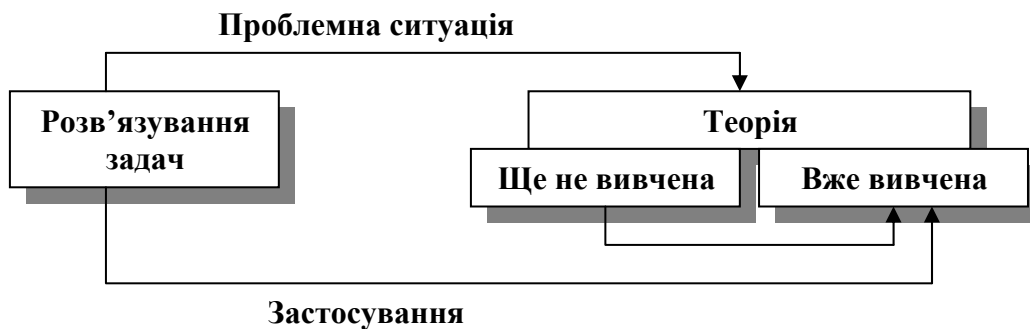 Проблемна ситуація
Розв’язування
задач
Теорія
Ще не вивчена
Вже вивчена
Застосування